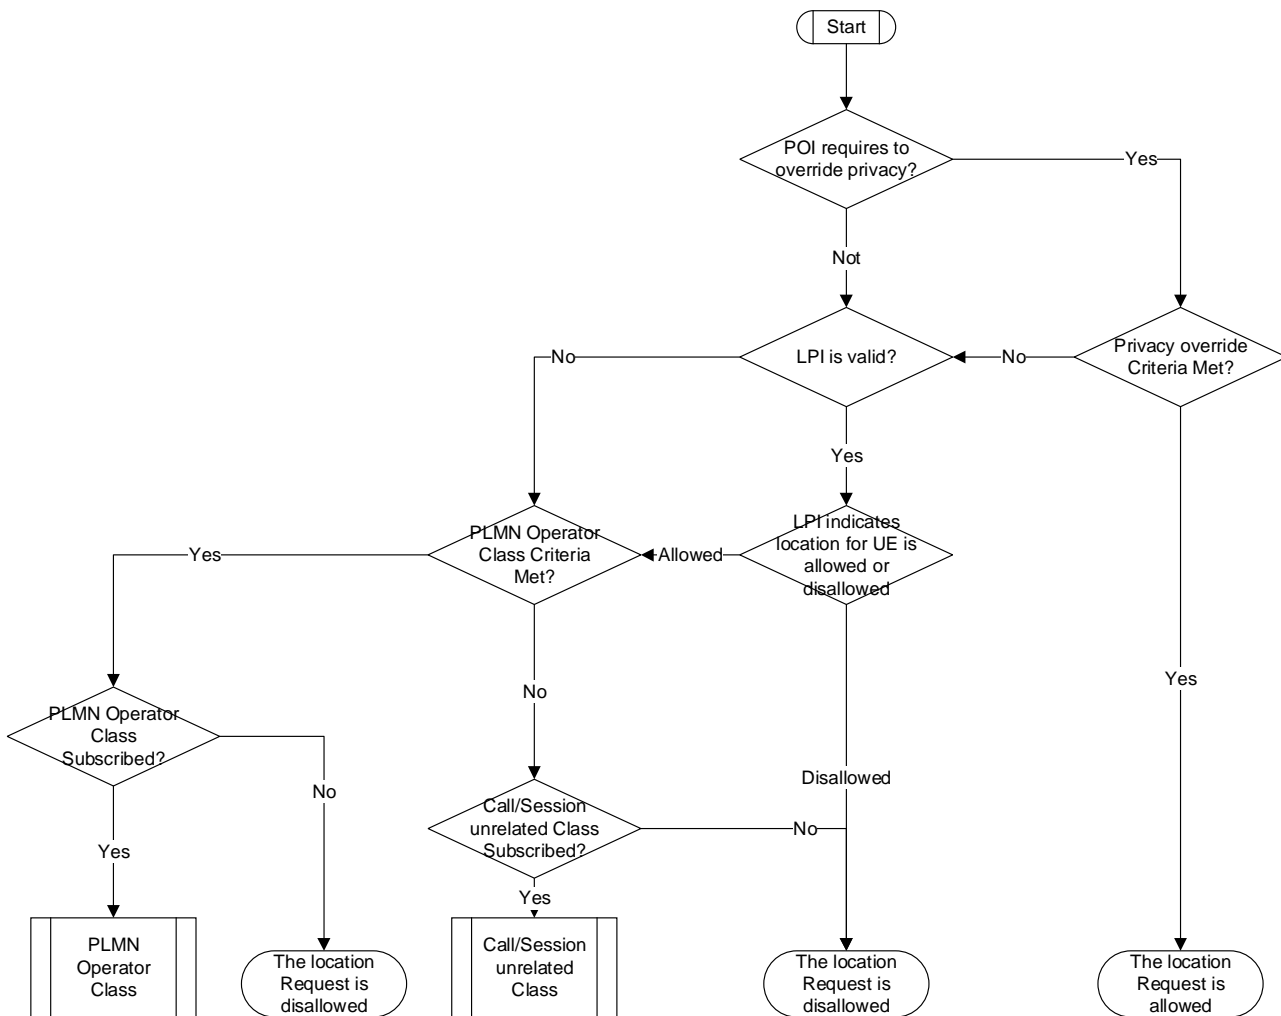 Start
POI requires to
override privacy?
Yes
Not
LPI is valid?
No
Privacy override
Criteria Met?
No
Yes
PLMN Operator
Class Criteria
Met?
Allowed
LPI indicates
location for UE is
allowed or
disallowed
Yes
No
Yes
PLMN Operator
Class
Subscribed?
No
Disallowed
Call/Session
unrelated Class
Subscribed?
No
Yes
Yes
PLMN
Operator
Class
The location
Request is
disallowed
Call/Session
unrelated
Class
The location
Request is
disallowed
The location
Request is
allowed